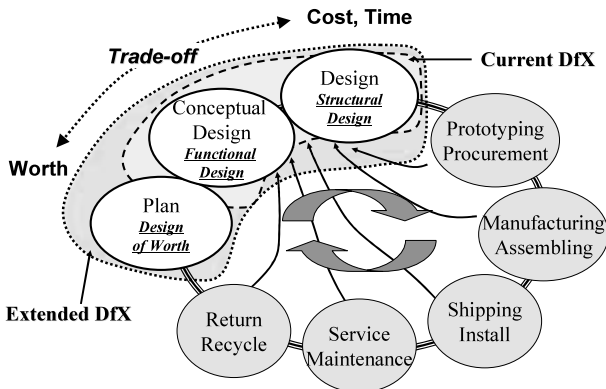 Cost, Time
Trade-off
Worth
Current DfX
Extended DfX
Design
Structural
Design
Conceptual
Design
Functional
Design
Plan
Design
of Worth
Prototyping
Procurement
Manufacturing
Assembling
Shipping
Install
Service
Maintenance
Return
Recycle